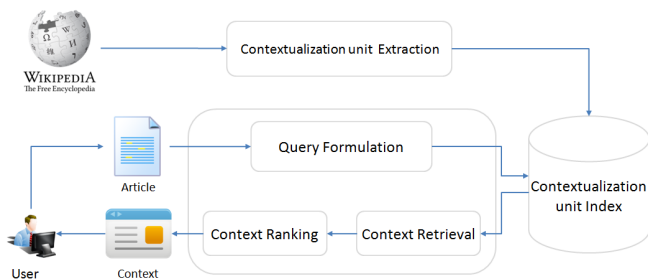 WIKIPEDIA
The Free Encyclopedia
Contextualization unit Extraction
Article
Query Formulation
Contextualization
unit Index
Context Ranking
Context Retrieval
User
Context